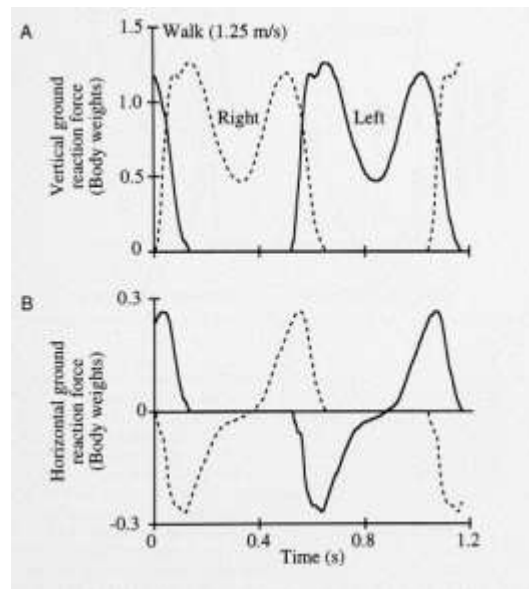 A
Walk (1.25 m/s)
1.5
1.0
0.5
0
Vertical ground
reaction force
(Body weights)
Right
Left
B
0.3
0
-0.3
Horizontal ground
reaction force
(Body weights)
0
0.4
0.8
1.2
Time (s)